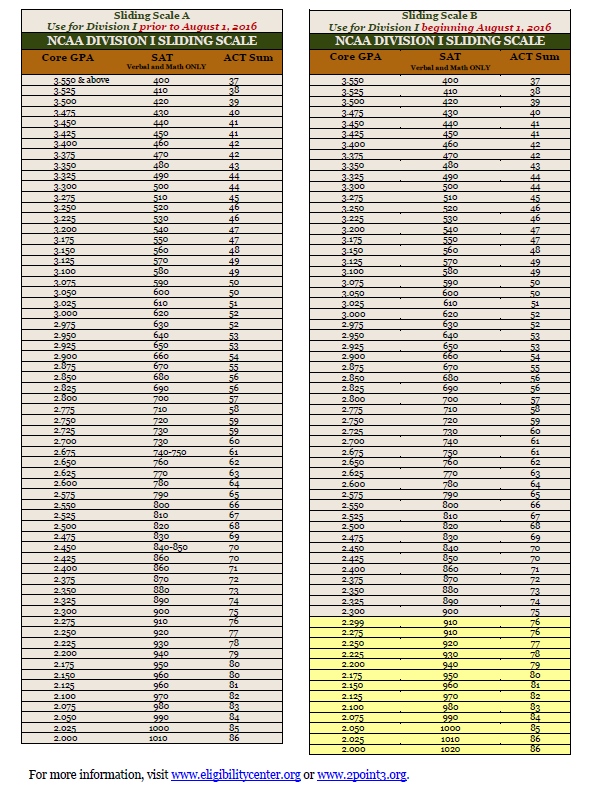 Sliding Scale A
Use for Division I prior to August 1, 2016
NCAA DIVISION I SLIDING SCALE
Core GPA SAT ACT Sum
Verbal and Math ONLY
3.550 & above 400 37
3.525 410 38
3.500 420 39
3.475 430 40
3.450 440 41
3.425 450 41
3.400 460 42
3.375 470 42
3.350 480 43
3.325 490 44
3.300 500 44
3.275 510 45
3.250 520 46
3.225 530 46
3.200 540 47
3.175 550 47
3.150 560 48
3.125 570 49
3.100 580 49
3.075 590 50
3.050 600 50
3.025 610 51
3.000 620 52
2.975 630 52
2.950 640 53
2.925 650 53
2.900 660 54
2.875 670 55
2.850 680 56
2.825 690 56
2.800 700 57
2.775 710 58
2.750 720 59
2.725 730 59
2.700 730 60
2.675 740-750 61
2.650 760 62
2.625 770 63
2.600 780 64
2.575 790 65
2.550 800 66
2.525 810 67
2.500 820 68
2.475 830 69
2.450 840-850 70
2.425 860 70
2.400 860 71
2.375 870 72
2.350 880 73
2.325 890 74
2.300 900 75
2.275 910 76
2.250 920 77
2.225 930 78
2.200 940 79
2.175 950 80
2.150 960 80
2.125 960 81
2.100 970 82
2.075 980 83
2.050 990 84
2.025 1000 85
2.000 1010 86
Sliding Scale B
Use for Division I beginning August 1, 2016
NCAA DIVISION I SLIDING SCALE
Core GPA SAT ACT Sum
Verbal and Math ONLY
3.550 400 37
3.525 410 38
3.500 420 39
3.475 430 40
3.450 440 41
3.425 450 41
3.400 460 42
3.375 470 42
3.350 480 43
3.325 490 44
3.300 500 44
3.275 510 45
3.250 520 46
3.225 530 46
3.200 540 47
3.175 550 47
3.150 560 48
3.125 570 49
3.100 580 49
3.075 590 50
3.050 600 50
3.025 610 51
3.000 620 52
2.975 630 52
2.950 640 53
2.925 650 53
2.900 660 54
2.875 670 55
2.850 680 56
2.825 690 56
2.800 700 57
2.775 710 58
2.750 720 59
2.725 730 60
2.700 740 61
2.675 750 61
2.650 760 62
2.625 770 63
2.600 780 64
2.575 790 65
2.550 800 66
2.525 810 67
2.500 820 68
2.475 830 69
2.450 840 70
2.425 850 70
2.400 860 71
2.375 870 72
2.350 880 73
2.325 890 74
2.300 900 75
2.299 910 76
2.275 910 76
2.250 920 77
2.225 930 78
2.200 940 79
2.175 950 80
2.150 960 81
2.125 970 82
2.100 980 83
2.075 990 84
2.050 1000 85
2.025 1010 86
2.000 1020 86
For more information, visit www.eligibilitycenter.org or www.2point3.org.